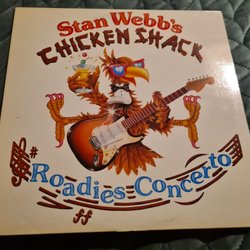 Stan Webb's
CHICKEN SHACK
Roadies Concerto